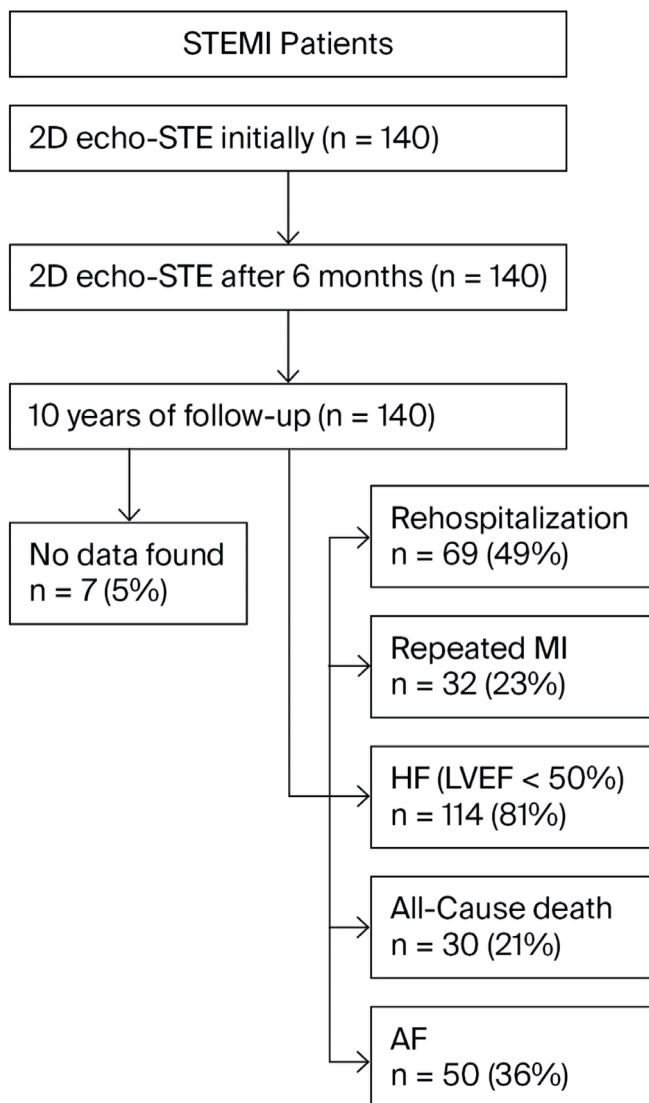 STEMI Patients
2D echo-STE initially (n = 140)
2D echo-STE after 6 months (n = 140)
10 years of follow-up (n = 140)
No data found
n = 7 (5%)
Rehospitalization
n = 69 (49%)
Repeated MI
n = 32 (23%)
HF (LVEF < 50%)
n = 114 (81%)
All-Cause death
n = 30 (21%)
AF
n = 50 (36%)